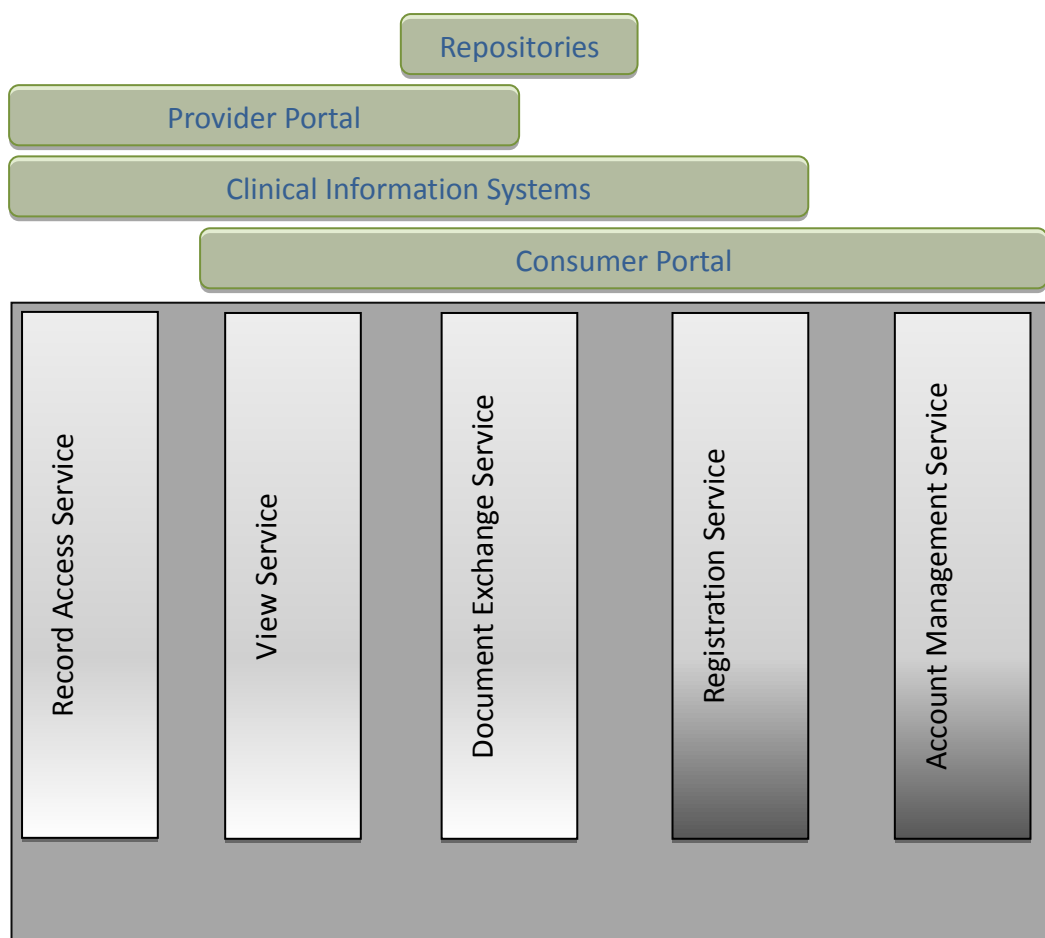 Repositories
Provider Portal
Clinical Information Systems
Consumer Portal
Record Access Service
View Service
Document Exchange Service
Registration Service
Account Management Service